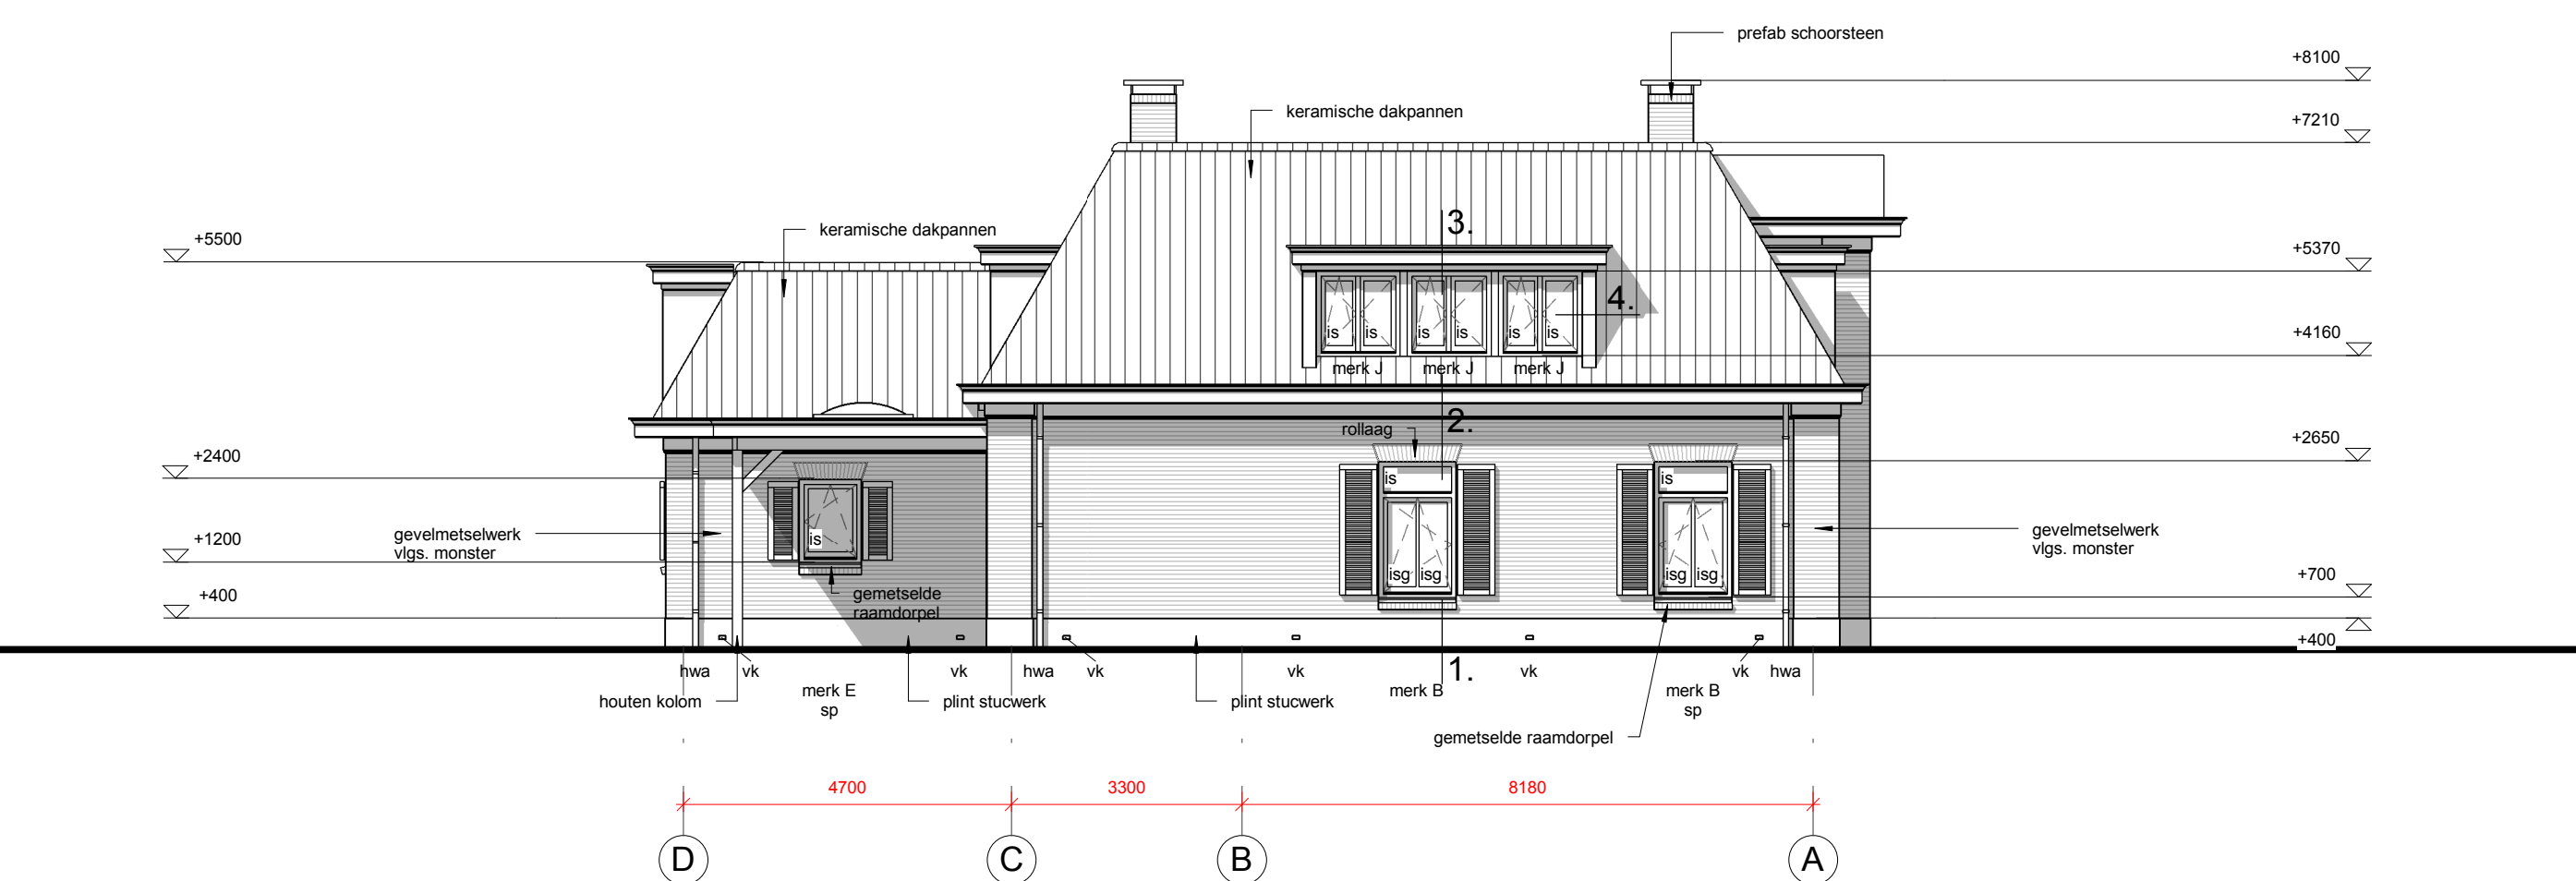 prefab schoorsteen
+8100
keramische dakpannen
+7210
3.
keramische dakpannen
+5500
+5370
4.
is is is is is is
+4160
merk J merk J merk J
2.
rollaag
+2400
+2650
is
is
gevelmetselwerk
vlgs. monster
is
gevelmetselwerk
vlgs. monster
+1200
isg isg
isg isg
+700
+400
gemetselde
raamdorpel
+400
hwa vk vk hwa vk vk 1. vk vk hwa
merk E
sp
merk B
merk B
sp
houten kolom
plint stucwerk
plint stucwerk
gemetselde raamdorpel
4700 3300 8180
D C B A